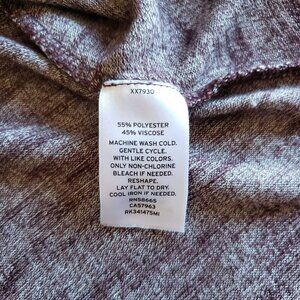 XX7930
55% POLYESTER
45% VISCOSE
MACHINE WASH COLD.
GENTLE CYCLE.
WITH LIKE COLORS.
ONLY NON-CHLORINE
BLEACH IF NEEDED.
RESHAPE.
LAY FLAT TO DRY.
COOL IRON IF NEEDED.
RN58665
CA57963
RK341475MI